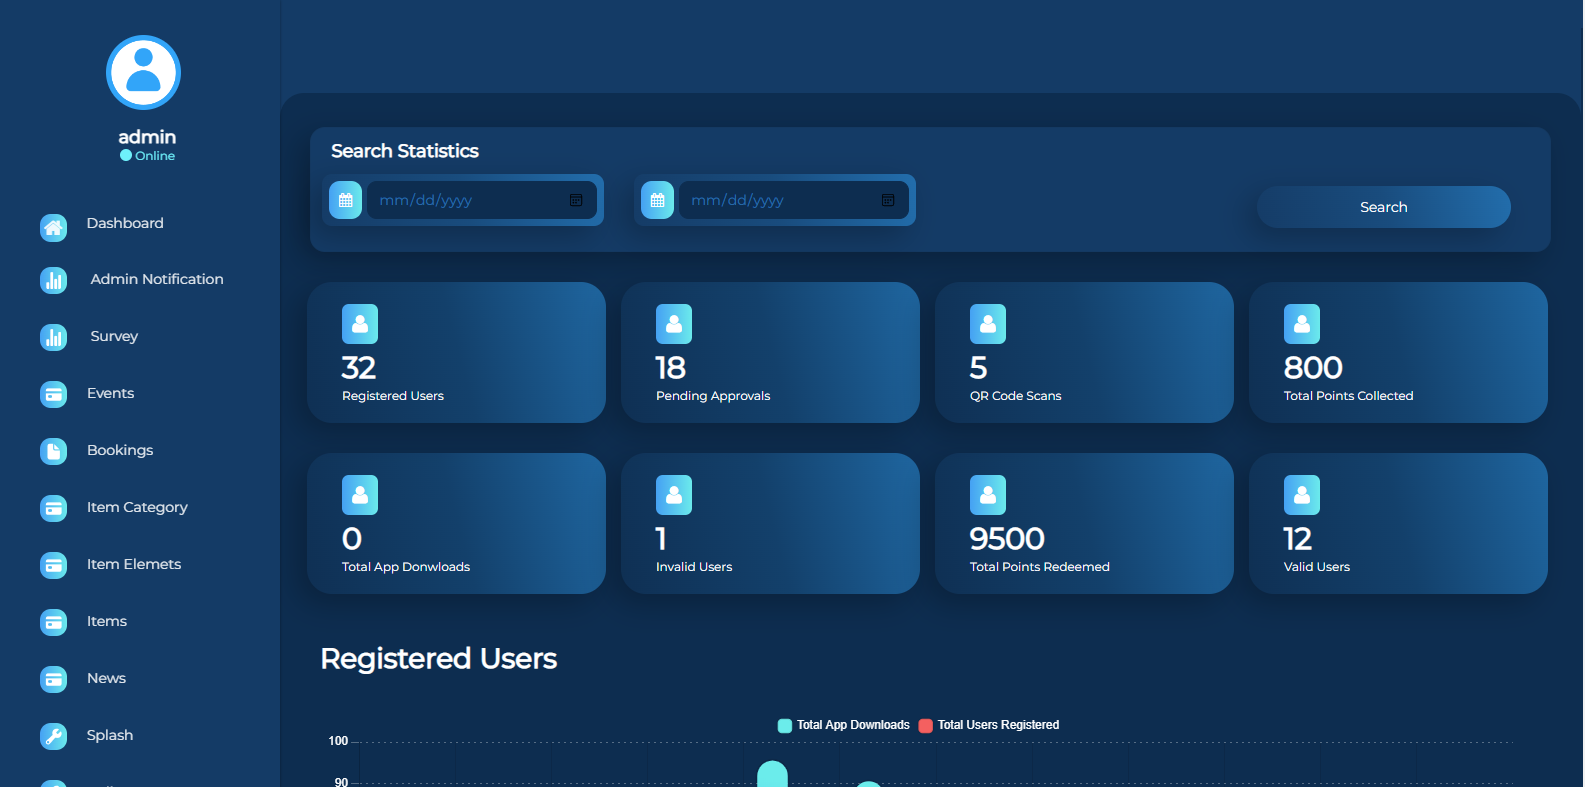 admin
Online
Dashboard
Admin Notification
Survey
Events
Bookings
Item Category
Item Elemets
Items
News
Splash
Search Statistics
mm/dd/yyyy
mm/dd/yyyy
Search
32
Registered Users
18
Pending Approvals
5
QR Code Scans
800
Total Points Collected
0
Total App Donwloads
1
Invalid Users
9500
Total Points Redeemed
12
Valid Users
Registered Users
Total App Downloads
Total Users Registered
100
90